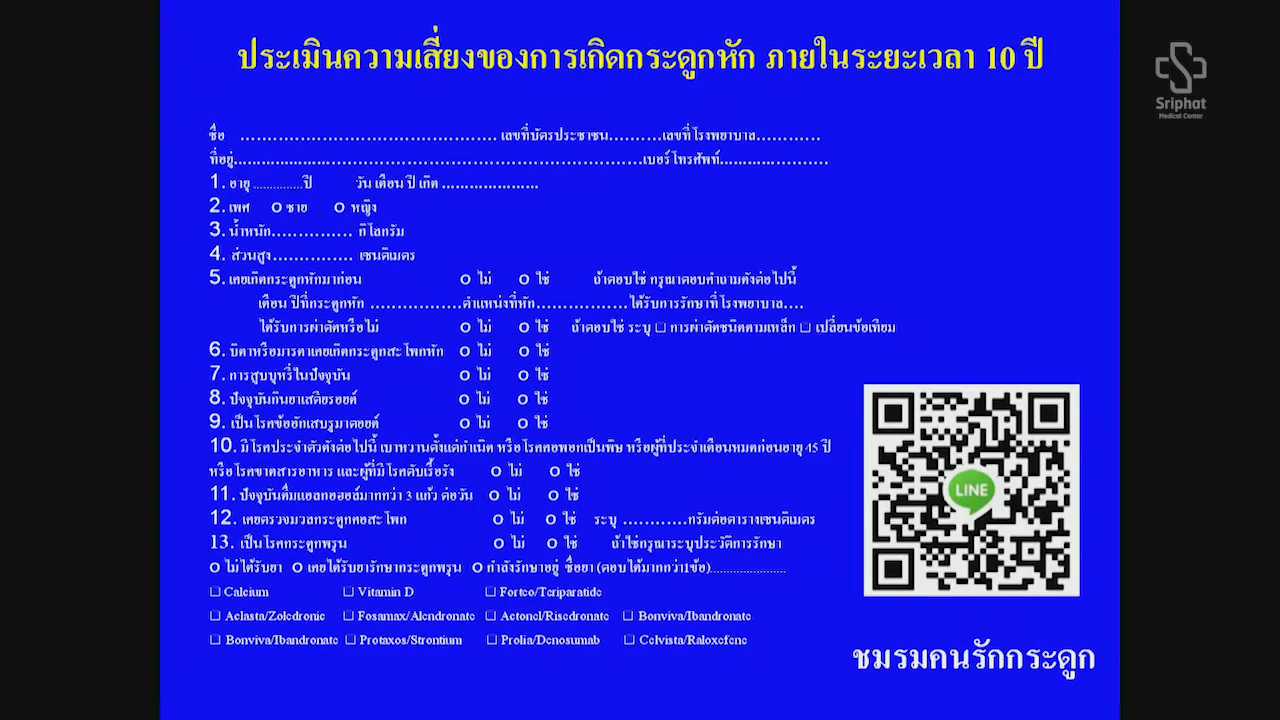 ประเมินความเสี่ยงของการเกิดกระดูกหัก ภายในระยะเวลา 10 ปี
Sriphat
Medical Center
ชื่อ ............................................. เลขที่บัตรประชาชน.........เลขที่โรงพยาบาล...........
ที่อยู่.........................................................................เบอร์โทรศัพท์......................
1. อายุ ...............ปี วัน เดือน ปี เกิด .....................
2. เพศ O ชาย O หญิง
3. น้ำหนัก.............. กิโลกรัม
4. ส่วนสูง.............. เซนติเมตร
5. เคยเกิดกระดูกหักมาก่อน O ไม่ O ใช่ ถ้าตอบใช่ กรุณาตอบคำถามดังต่อไปนี้
เดือน ปีที่กระดูกหัก .................ตำแหน่งที่หัก.................ได้รับการรักษาที่โรงพยาบาล....
ได้รับการผ่าตัดหรือไม่ O ไม่ O ใช่ ถ้าตอบใช่ ระบุ ☐ การผ่าตัดชนิดดามเหล็ก ☐ เปลี่ยนข้อเทียม
6. บิดาหรือมารดาเคยเกิดกระดูกสะโพกหัก O ไม่ O ใช่
7. การสูบบุหรี่ในปัจจุบัน O ไม่ O ใช่
8. ปัจจุบันกินยาเสตียรอยด์ O ไม่ O ใช่
9. เป็นโรคข้ออักเสบรูมาตอยด์ O ไม่ O ใช่
10. มีโรคประจำตัวดังต่อไปนี้ เบาหวานตั้งแต่กำเนิด หรือโรคคอพอกเป็นพิษ หรือผู้ที่ประจำเดือนหมดก่อนอายุ 45 ปี
หรือโรคขาดสารอาหาร และผู้ที่มีโรคตับเรื้อรัง O ไม่ O ใช่
11. ปัจจุบันดื่มแอลกอฮอล์มากกว่า 3 แก้ว ต่อวัน O ไม่ O ใช่
12. เคยตรวจมวลกระดูกคอสะโพก O ไม่ O ใช่ ระบุ ............กรัมต่อตารางเซนติเมตร
13. เป็นโรคกระดูกพรุน O ไม่ O ใช่ ถ้าใช่กรุณาระบุประวัติการรักษา
O ไม่ได้รับยา O เคยได้รับยารักษากระดูกพรุน O กำลังรักษาอยู่ ชื่อยา (ตอบได้มากกว่า1ข้อ).......................
☐ Calcium ☐ Vitamin D ☐ Forteo/Teriparatide
☐ Aclasta/Zoledronic ☐ Fosamax/Alendronate ☐ Actonel/Risedronate ☐ Bonviva/Ibandronate
☐ Bonviva/Ibandronate ☐ Protaxos/Strontium ☐ Prolia/Denosumab ☐ Celvista/Raloxefene
LINE
ชมรมคนรักกระดูก